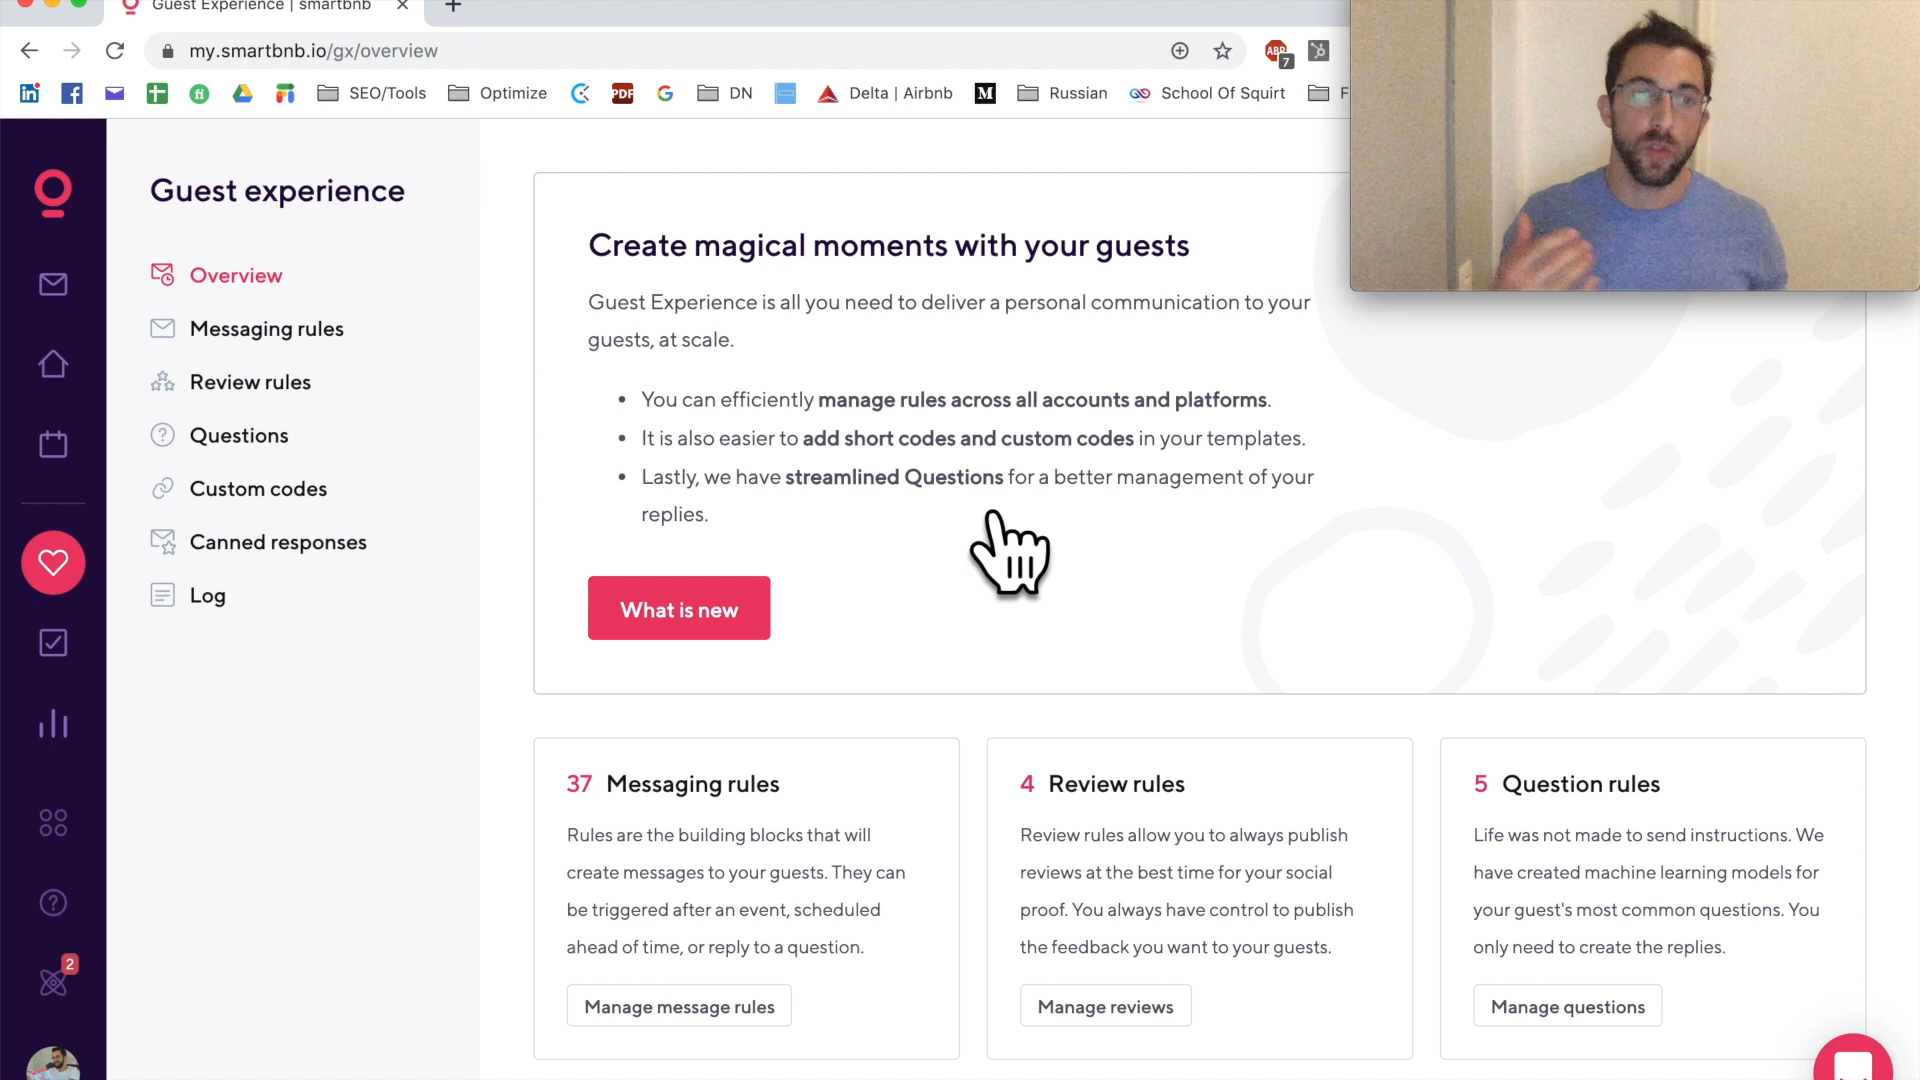 Guest Experience | smartbnb
my.smartbnb.io/gx/overview
ABP
7
in
f
fi
SEO/Tools
Optimize
PDF
G
DN
Delta | Airbnb
M
Russian
School Of Squirt
F
Guest experience
Overview
Messaging rules
Review rules
Questions
Custom codes
Canned responses
Log
Create magical moments with your guests
Guest Experience is all you need to deliver a personal communication to your
guests, at scale.
• You can efficiently manage rules across all accounts and platforms.
• It is also easier to add short codes and custom codes in your templates.
• Lastly, we have streamlined Questions for a better management of your
replies.
What is new
37 Messaging rules
Rules are the building blocks that will
create messages to your guests. They can
be triggered after an event, scheduled
ahead of time, or reply to a question.
Manage message rules
4 Review rules
Review rules allow you to always publish
reviews at the best time for your social
proof. You always have control to publish
the feedback you want to your guests.
Manage reviews
5 Question rules
Life was not made to send instructions. We
have created machine learning models for
your guest's most common questions. You
only need to create the replies.
Manage questions
2